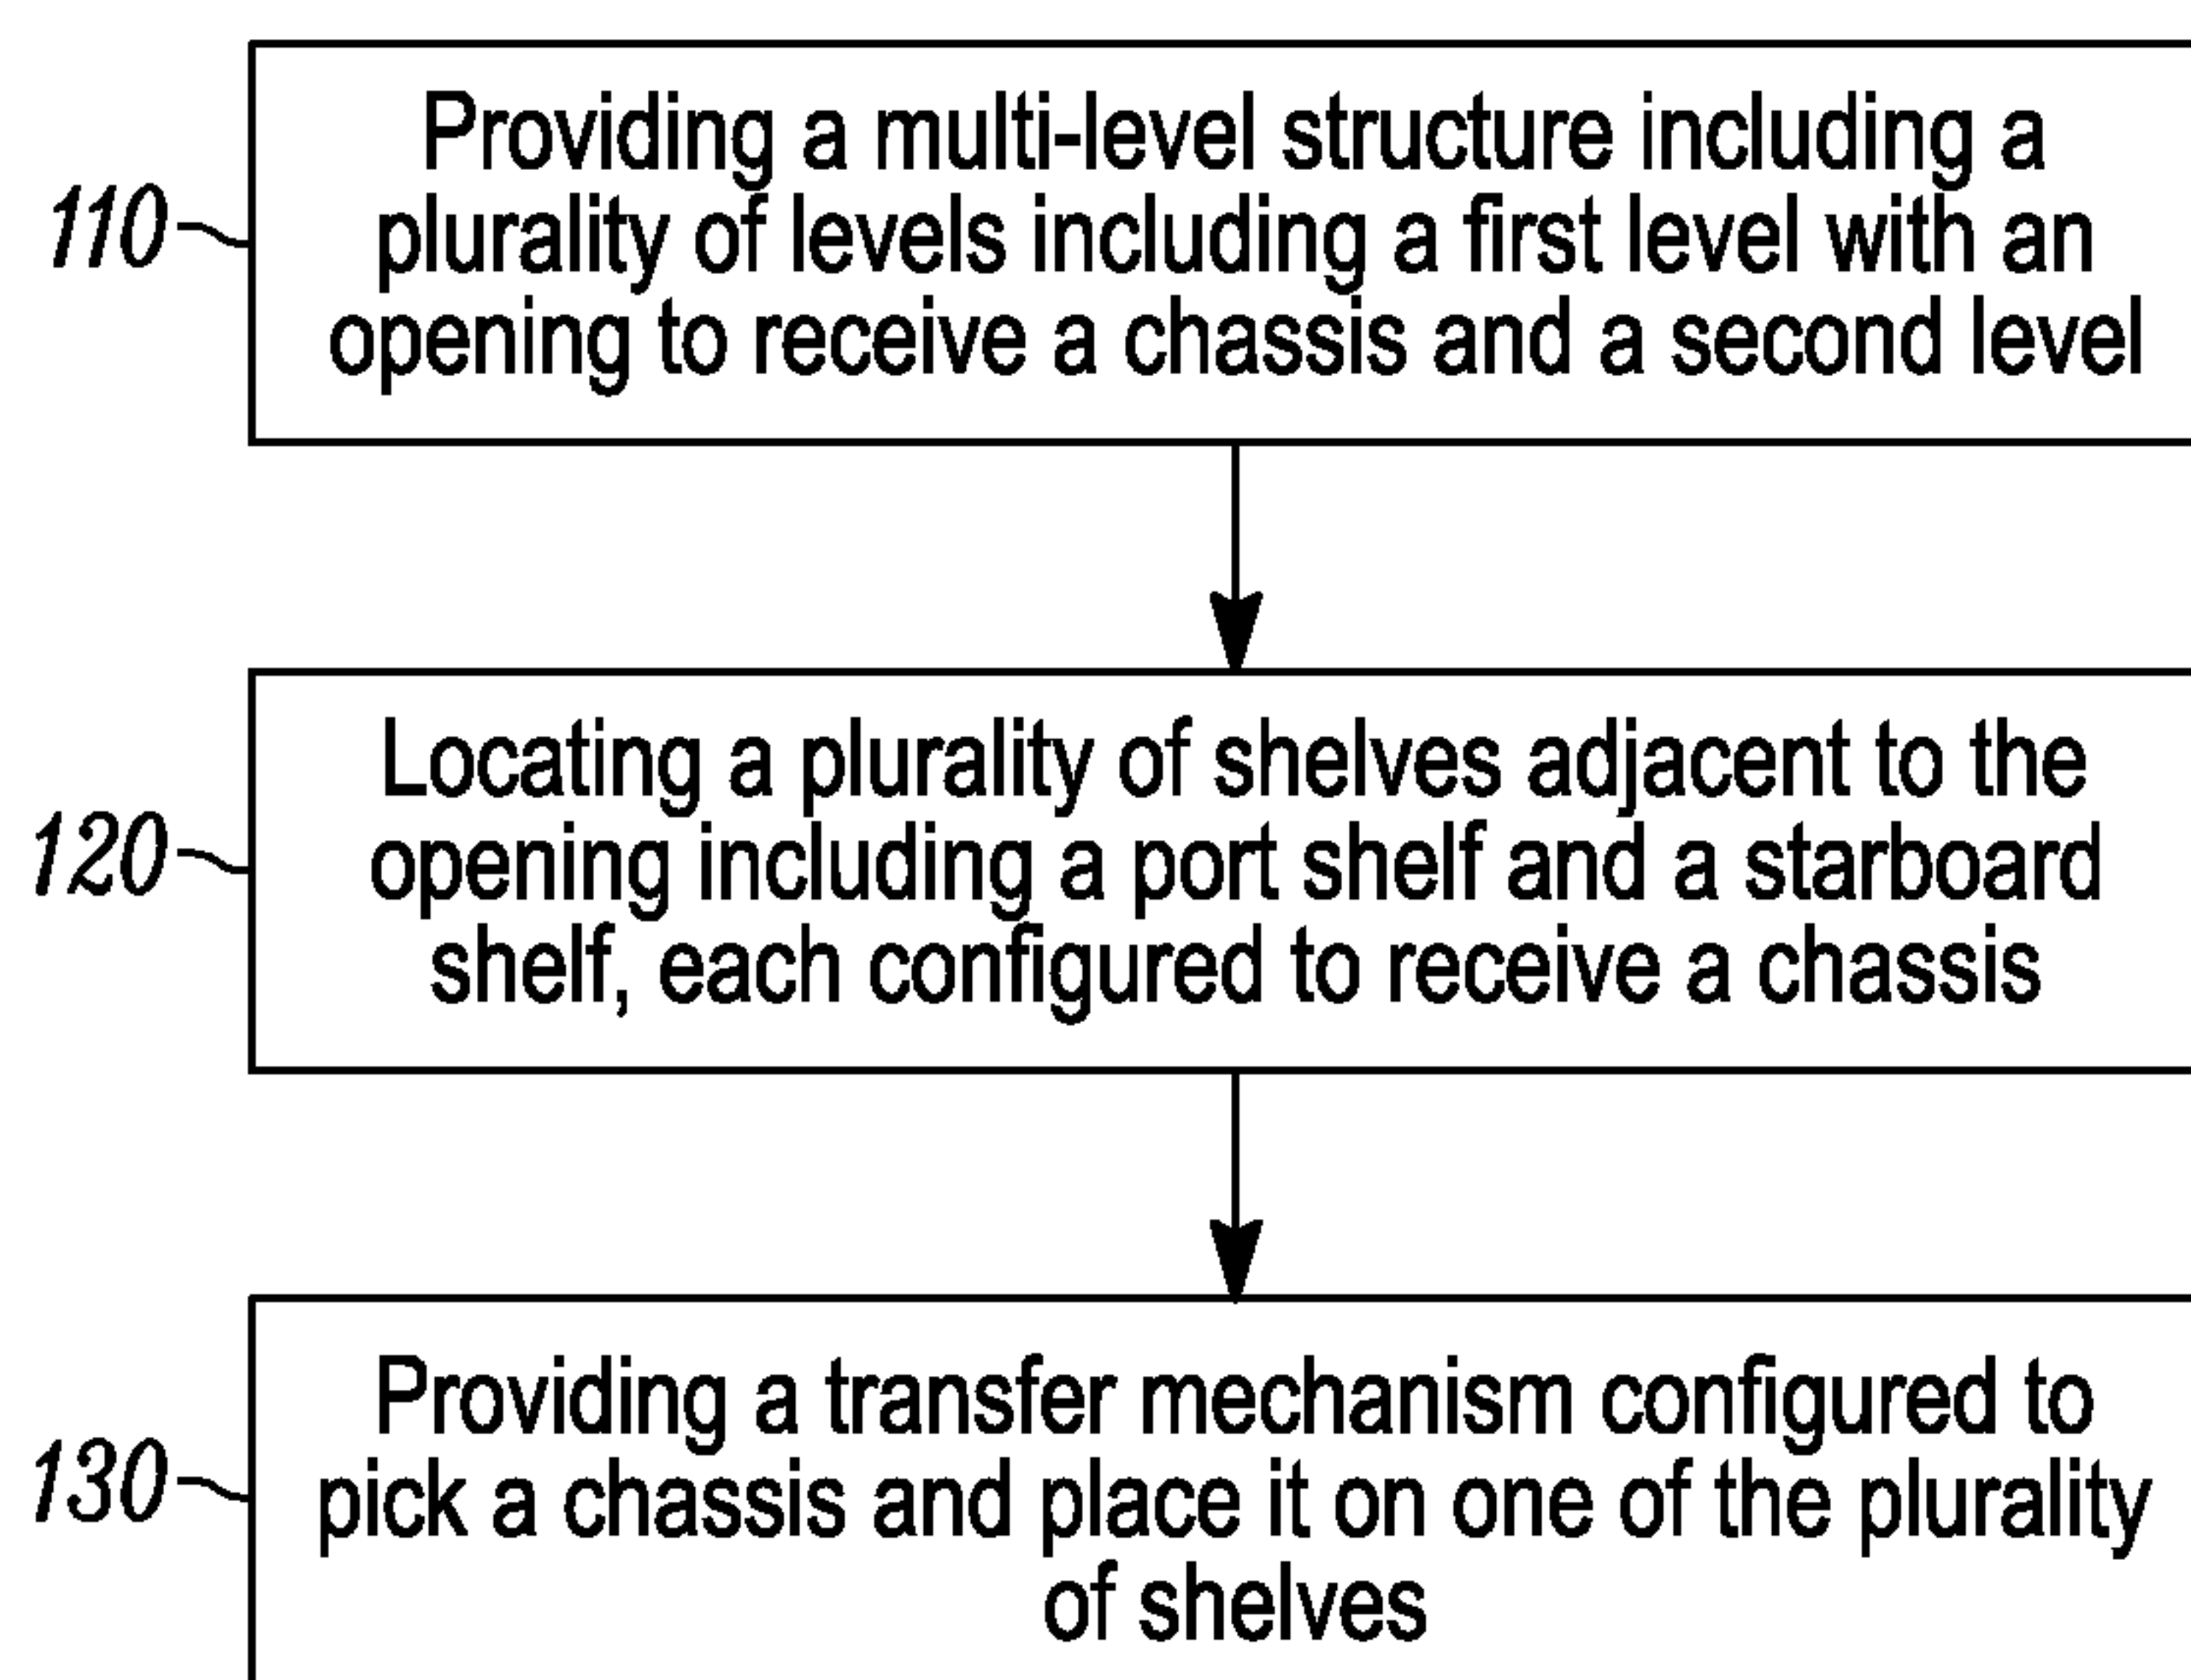 110
Providing a multi-level structure including a
plurality of levels including a first level with an
opening to receive a chassis and a second level
120
Locating a plurality of shelves adjacent to the
opening including a port shelf and a starboard
shelf, each configured to receive a chassis
130
Providing a transfer mechanism configured to
pick a chassis and place it on one of the plurality
of shelves